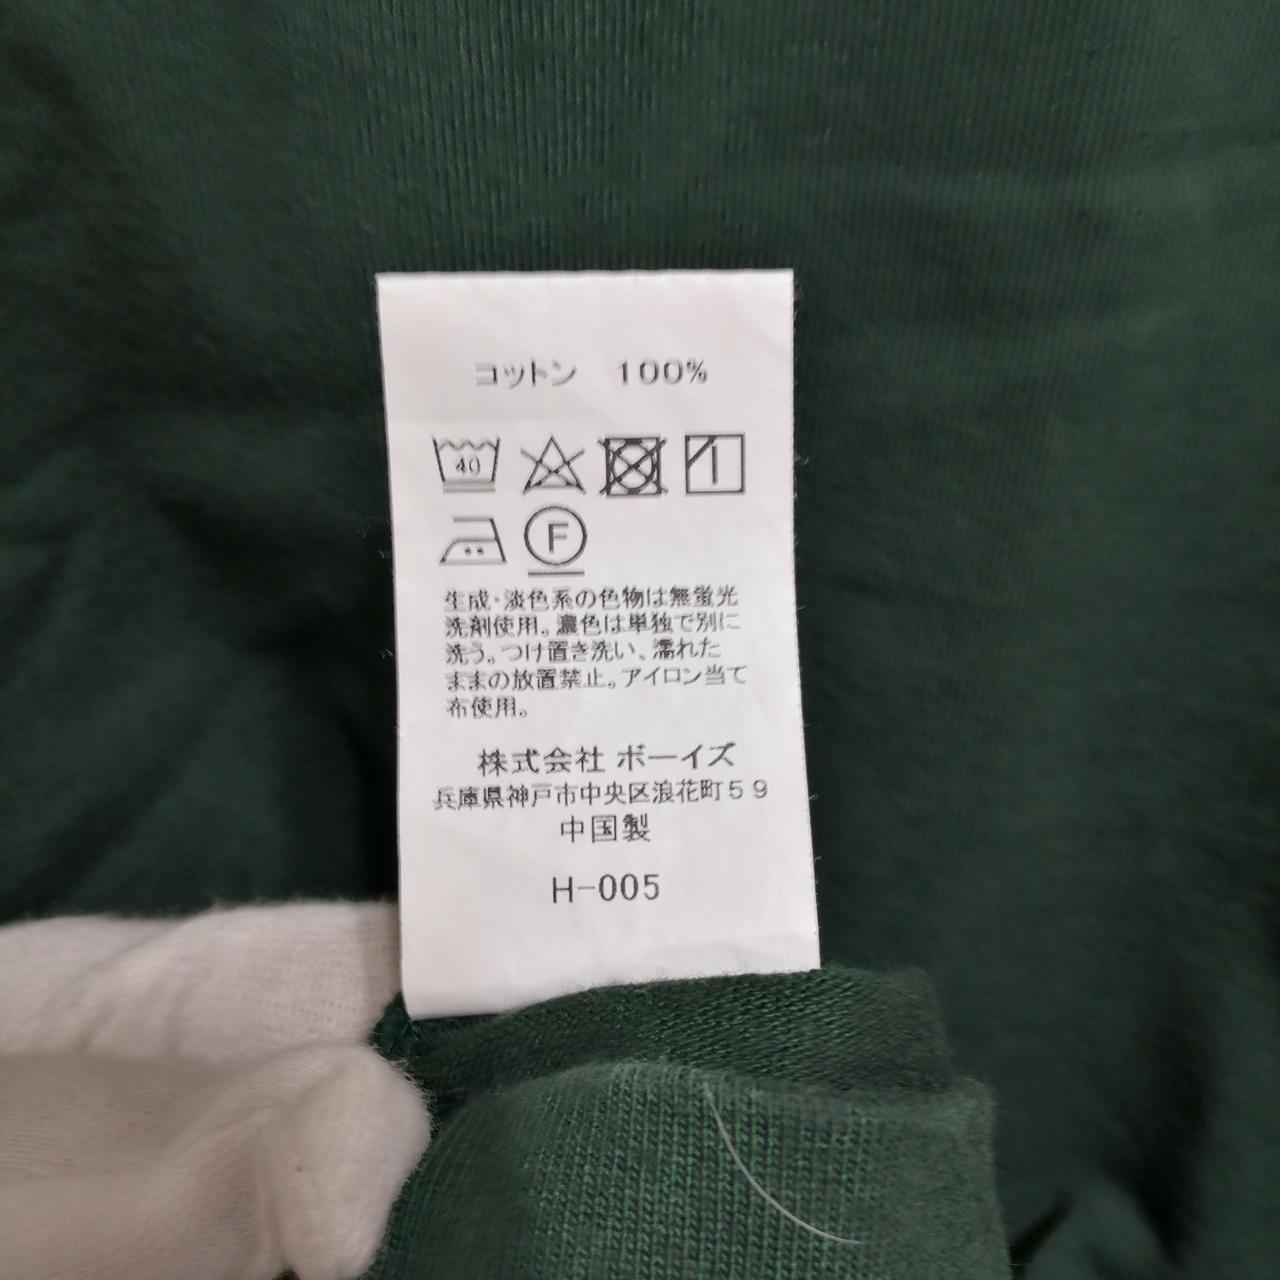 コットン 100%
40
F
生成・淡色系の色物は無蛍光
洗剤使用。濃色は単独で別に
洗う。つけ置き洗い、濡れた
ままの放置禁止。アイロン当て
布使用。
株式会社 ボーイズ
兵庫県神戸市中央区浪花町59
中国製
H-005